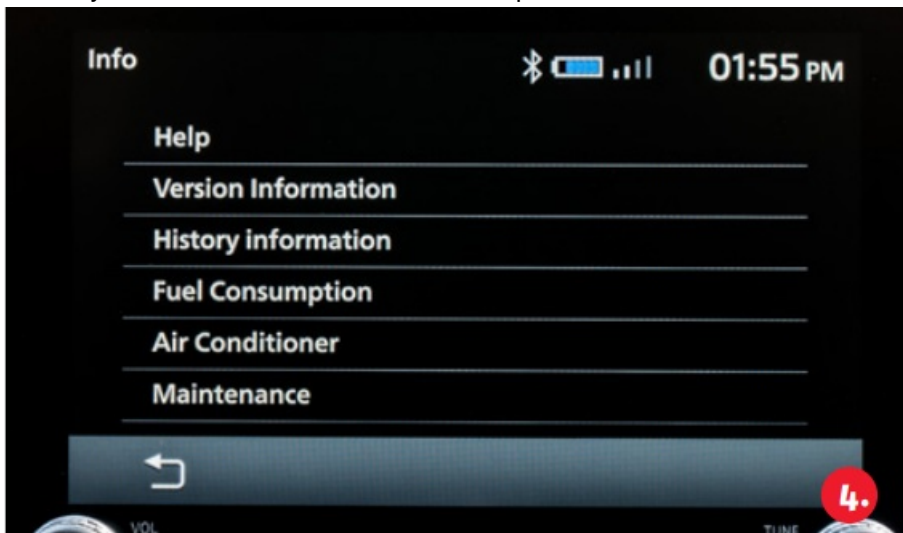 Info 01:55 PM
Help
Version Information
History information
Fuel Consumption
Air Conditioner
Maintenance
4.
VOL TUNE